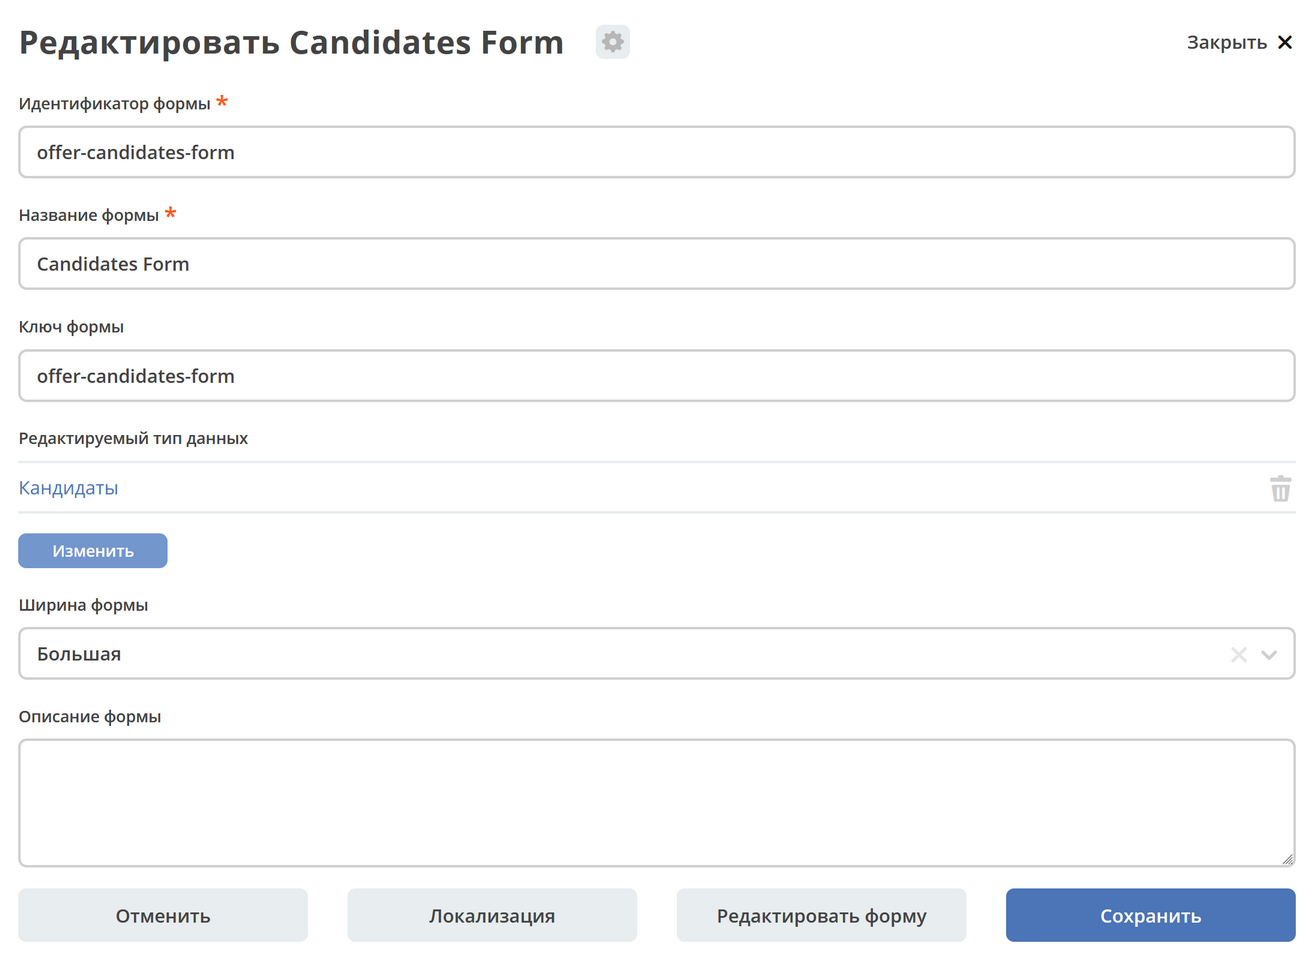 Редактировать Candidates Form
Закрыть
Идентификатор формы *
offer-candidates-form
Название формы *
Candidates Form
Ключ формы
offer-candidates-form
Редактируемый тип данных
Кандидаты
Изменить
Ширина формы
Большая
Описание формы
Отменить
Локализация
Редактировать форму
Сохранить